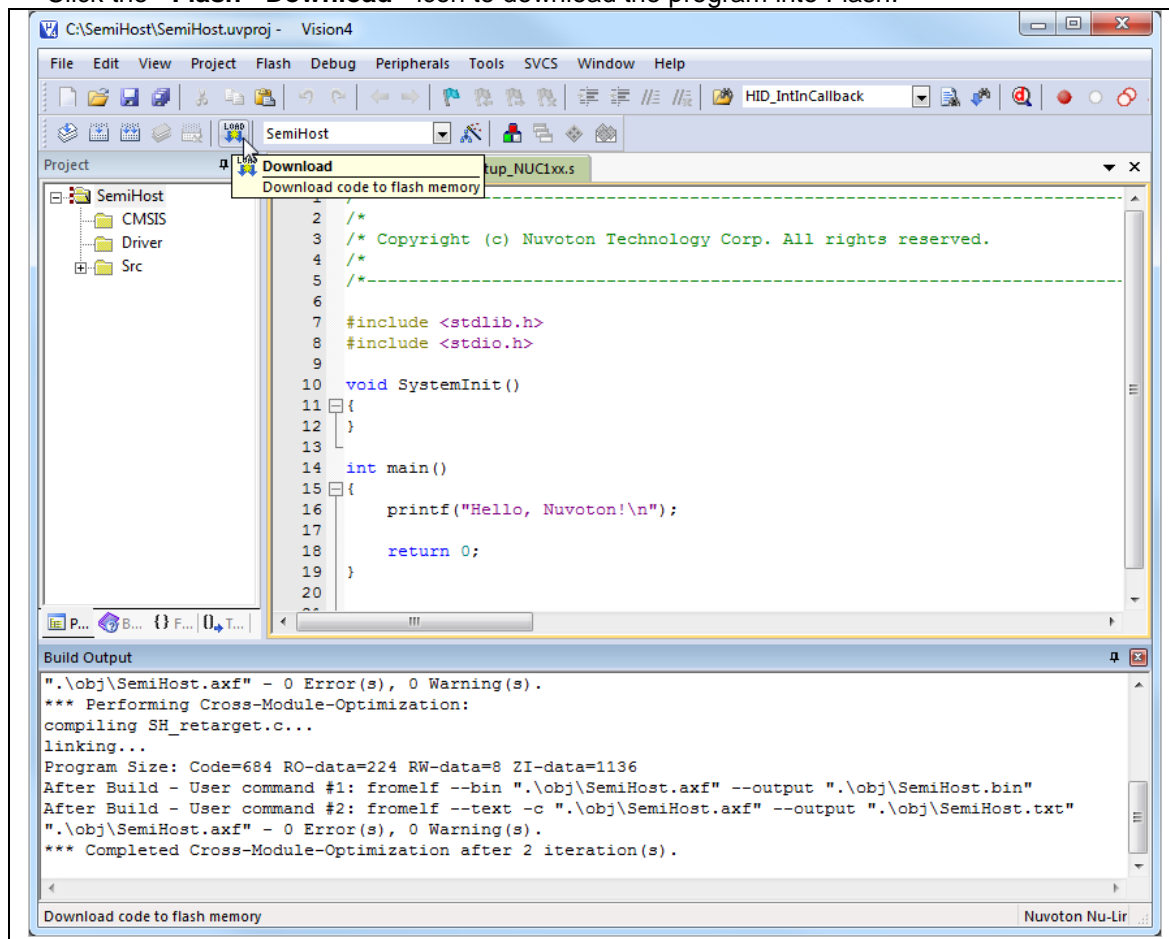 Click the "Flash - Download" icon to download the program into Flash.
C:\SemiHost\SemiHost.uvproj - Vision4
File Edit View Project Flash Debug Peripherals Tools SVCS Window Help
HID_IntInCallback
LOAD SemiHost
Project
LOAD Download
tup_NUC1xx.s
Download code to flash memory
SemiHost
CMSIS
Driver
Src
1 /*---------------------------------------------------------------------------
2 /*
3 /* Copyright (c) Nuvoton Technology Corp. All rights reserved.
4 /*
5 /*---------------------------------------------------------------------------
6
7 #include <stdlib.h>
8 #include <stdio.h>
9
10 void SystemInit()
11 {
12 }
13
14 int main()
15 {
16 printf("Hello, Nuvoton!\n");
17
18 return 0;
19 }
20
P... B... {} F... 0 T...
Build Output
".\obj\SemiHost.axf" - 0 Error(s), 0 Warning(s).
*** Performing Cross-Module-Optimization:
compiling SH_retarget.c...
linking...
Program Size: Code=684 RO-data=224 RW-data=8 ZI-data=1136
After Build - User command #1: fromelf --bin ".\obj\SemiHost.axf" --output ".\obj\SemiHost.bin"
After Build - User command #2: fromelf --text -c ".\obj\SemiHost.axf" --output ".\obj\SemiHost.txt"
".\obj\SemiHost.axf" - 0 Error(s), 0 Warning(s).
*** Completed Cross-Module-Optimization after 2 iteration(s).
Download code to flash memory
Nuvoton Nu-Lir